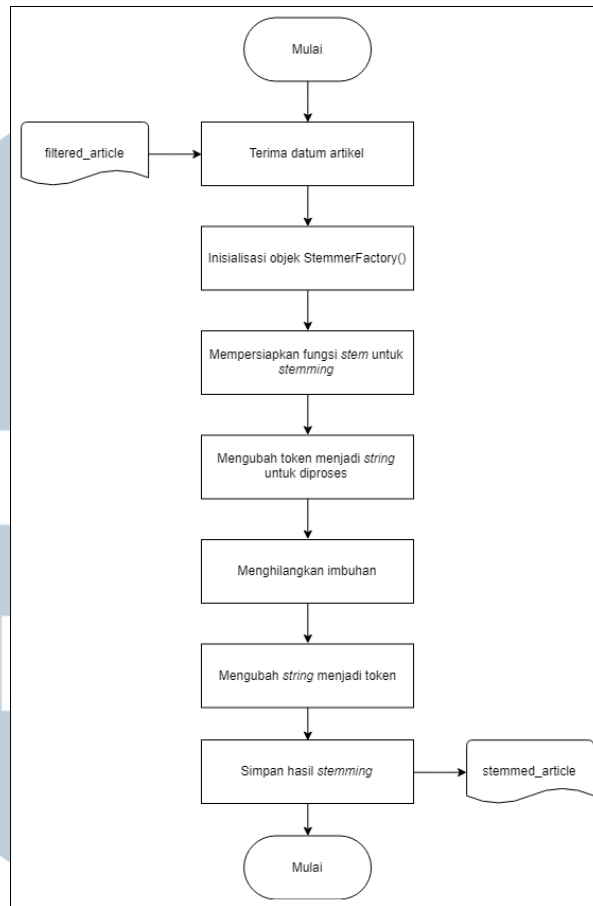 Mulai
filtered_article
Terima datum artikel
Inisialisasi objek StemmerFactory()
Mempersiapkan fungsi stem untuk
stemming
Mengubah token menjadi string
untuk diproses
Menghilangkan imbuhan
Mengubah string menjadi token
Simpan hasil stemming
stemmed_article
Mulai